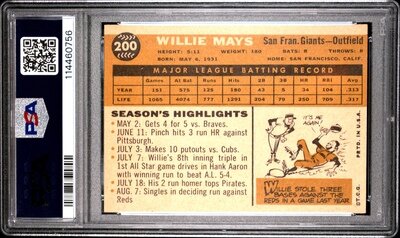 114460756
PSA
200
WILLIE MAYS San Fran. Giants—Outfield
HEIGHT: 5:11 WEIGHT: 180 BATS: R THROWS: R
BORN: MAY 6, 1931 HOME: SAN FRANCISCO, CALIF.
MAJOR LEAGUE BATTING RECORD
Games At Bat Runs Hits 2B 3B HR RBI Avg.
YEAR 151 575 125 180 43 5 34 104 .313
LIFE 1065 4074 777 1291 204 79 250 709 .317
SEASON'S HIGHLIGHTS
MAY 2: Gets 4 for 5 vs. Braves.
JUNE 11: Pinch hits 3 run HR against
Pittsburgh.
JULY 3: Makes 10 putouts vs. Cubs.
JULY 7: Willie's 8th inning triple in
1st All Star game drives in Hank Aaron
with winning run to beat A.L. 5-4.
JULY 18: His 2 run homer tops Pirates.
AUG. 7: Singles in deciding run against
Reds
IT'S ME
AGAIN!
WILLIE STOLE THREE
BASES AGAINST THE
REDS IN A GAME LAST YEAR
©T.C.G. PRTD. IN U.S.A.